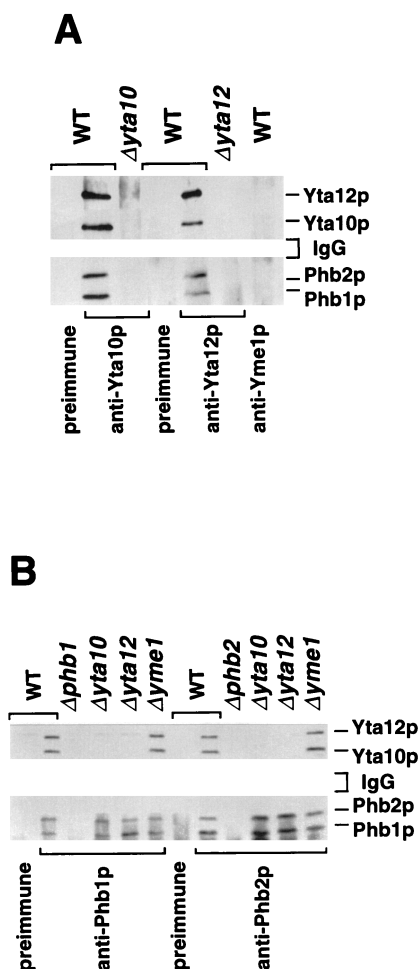 A
WT Δyta10 WT Δyta12 WT
Yta12p
Yta10p
IgG
Phb2p
Phb1p
preimmune anti-Yta10p preimmune anti-Yta12p anti-Yme1p
B
WT Δphb1 Δyta10 Δyta12 Δyme1 WT Δphb2 Δyta10 Δyta12 Δyme1
Yta12p
Yta10p
IgG
Phb2p
Phb1p
preimmune anti-Phb1p preimmune anti-Phb2p